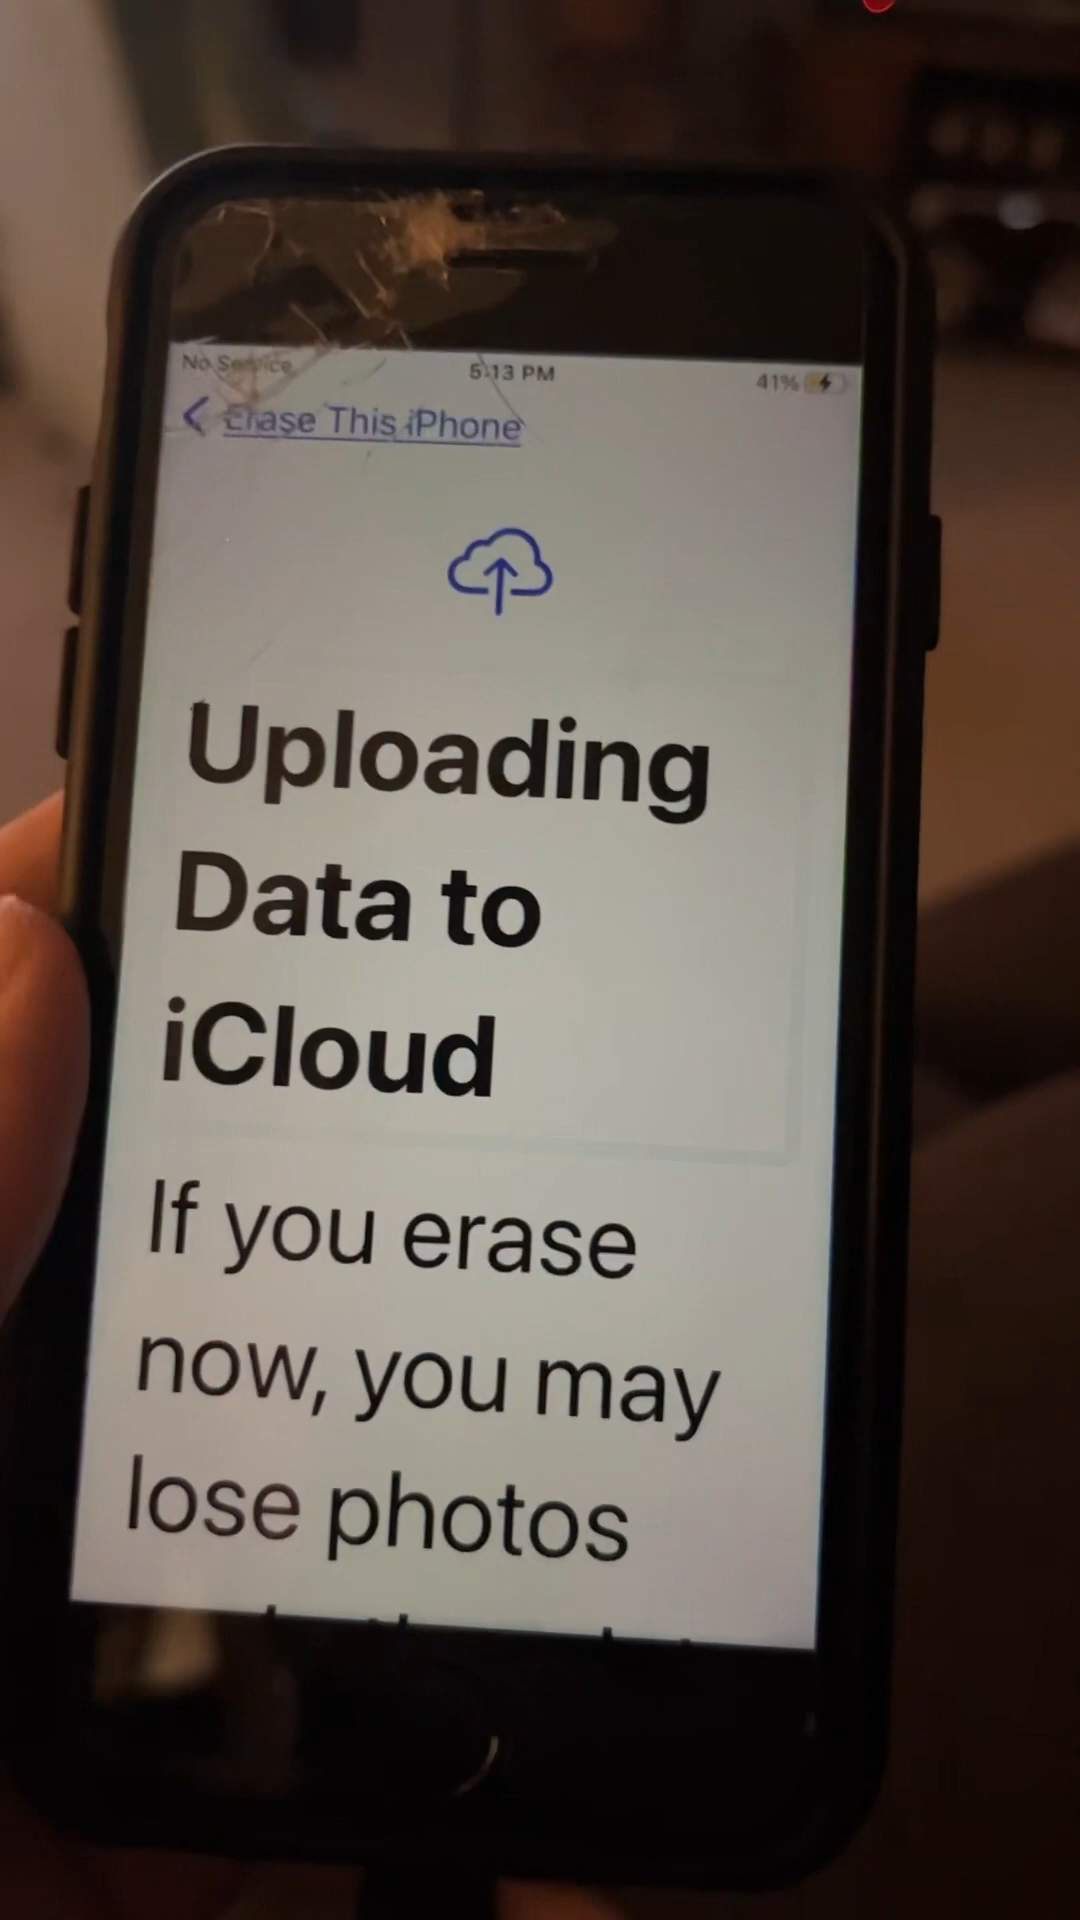 No Service 5:13 PM 41%
Erase This iPhone
Uploading
Data to
iCloud
If you erase
now, you may
lose photos